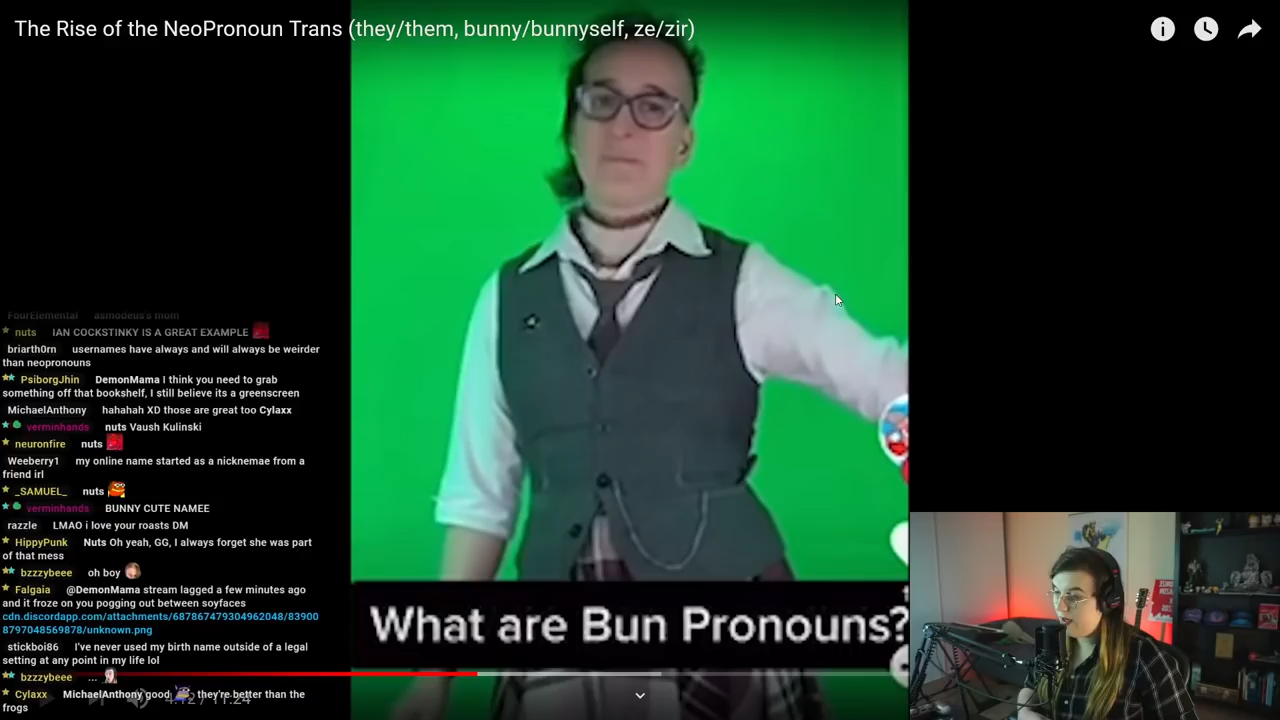 The Rise of the NeoPronoun Trans (they/them, bunny/bunnyself, ze/zir)
FourElemental asmodeus's mom
nuts IAN COCKSTINKY IS A GREAT EXAMPLE
briarth0rn usernames have always and will always be weirder
than neopronouns
PsiborgJhin DemonMama I think you need to grab
something off that bookshelf, I still believe its a greenscreen
MichaelAnthony hahahah XD those are great too Cylaxx
verminhands nuts Vaush Kulinski
neuronfire nuts
Weeberry1 my online name started as a nicknemae from a
friend irl
_SAMUEL_ nuts
verminhands BUNNY CUTE NAMEE
razzle LMAO i love your roasts DM
HippyPunk Nuts Oh yeah, GG, I always forget she was part
of that mess
bzzzybeee oh boy
Falgaia @DemonMama stream lagged a few minutes ago
and it froze on you pogging out between soyfaces
cdn.discordapp.com/attachments/687867479304962048/83900
8797048569878/unknown.png
stickboi86 I've never used my birth name outside of a legal
setting at any point in my life lol
bzzzybeee ...
Cylaxx MichaelAnthony good they're better than the
frogs
4:12 / 11:24
What are Bun Pronouns?